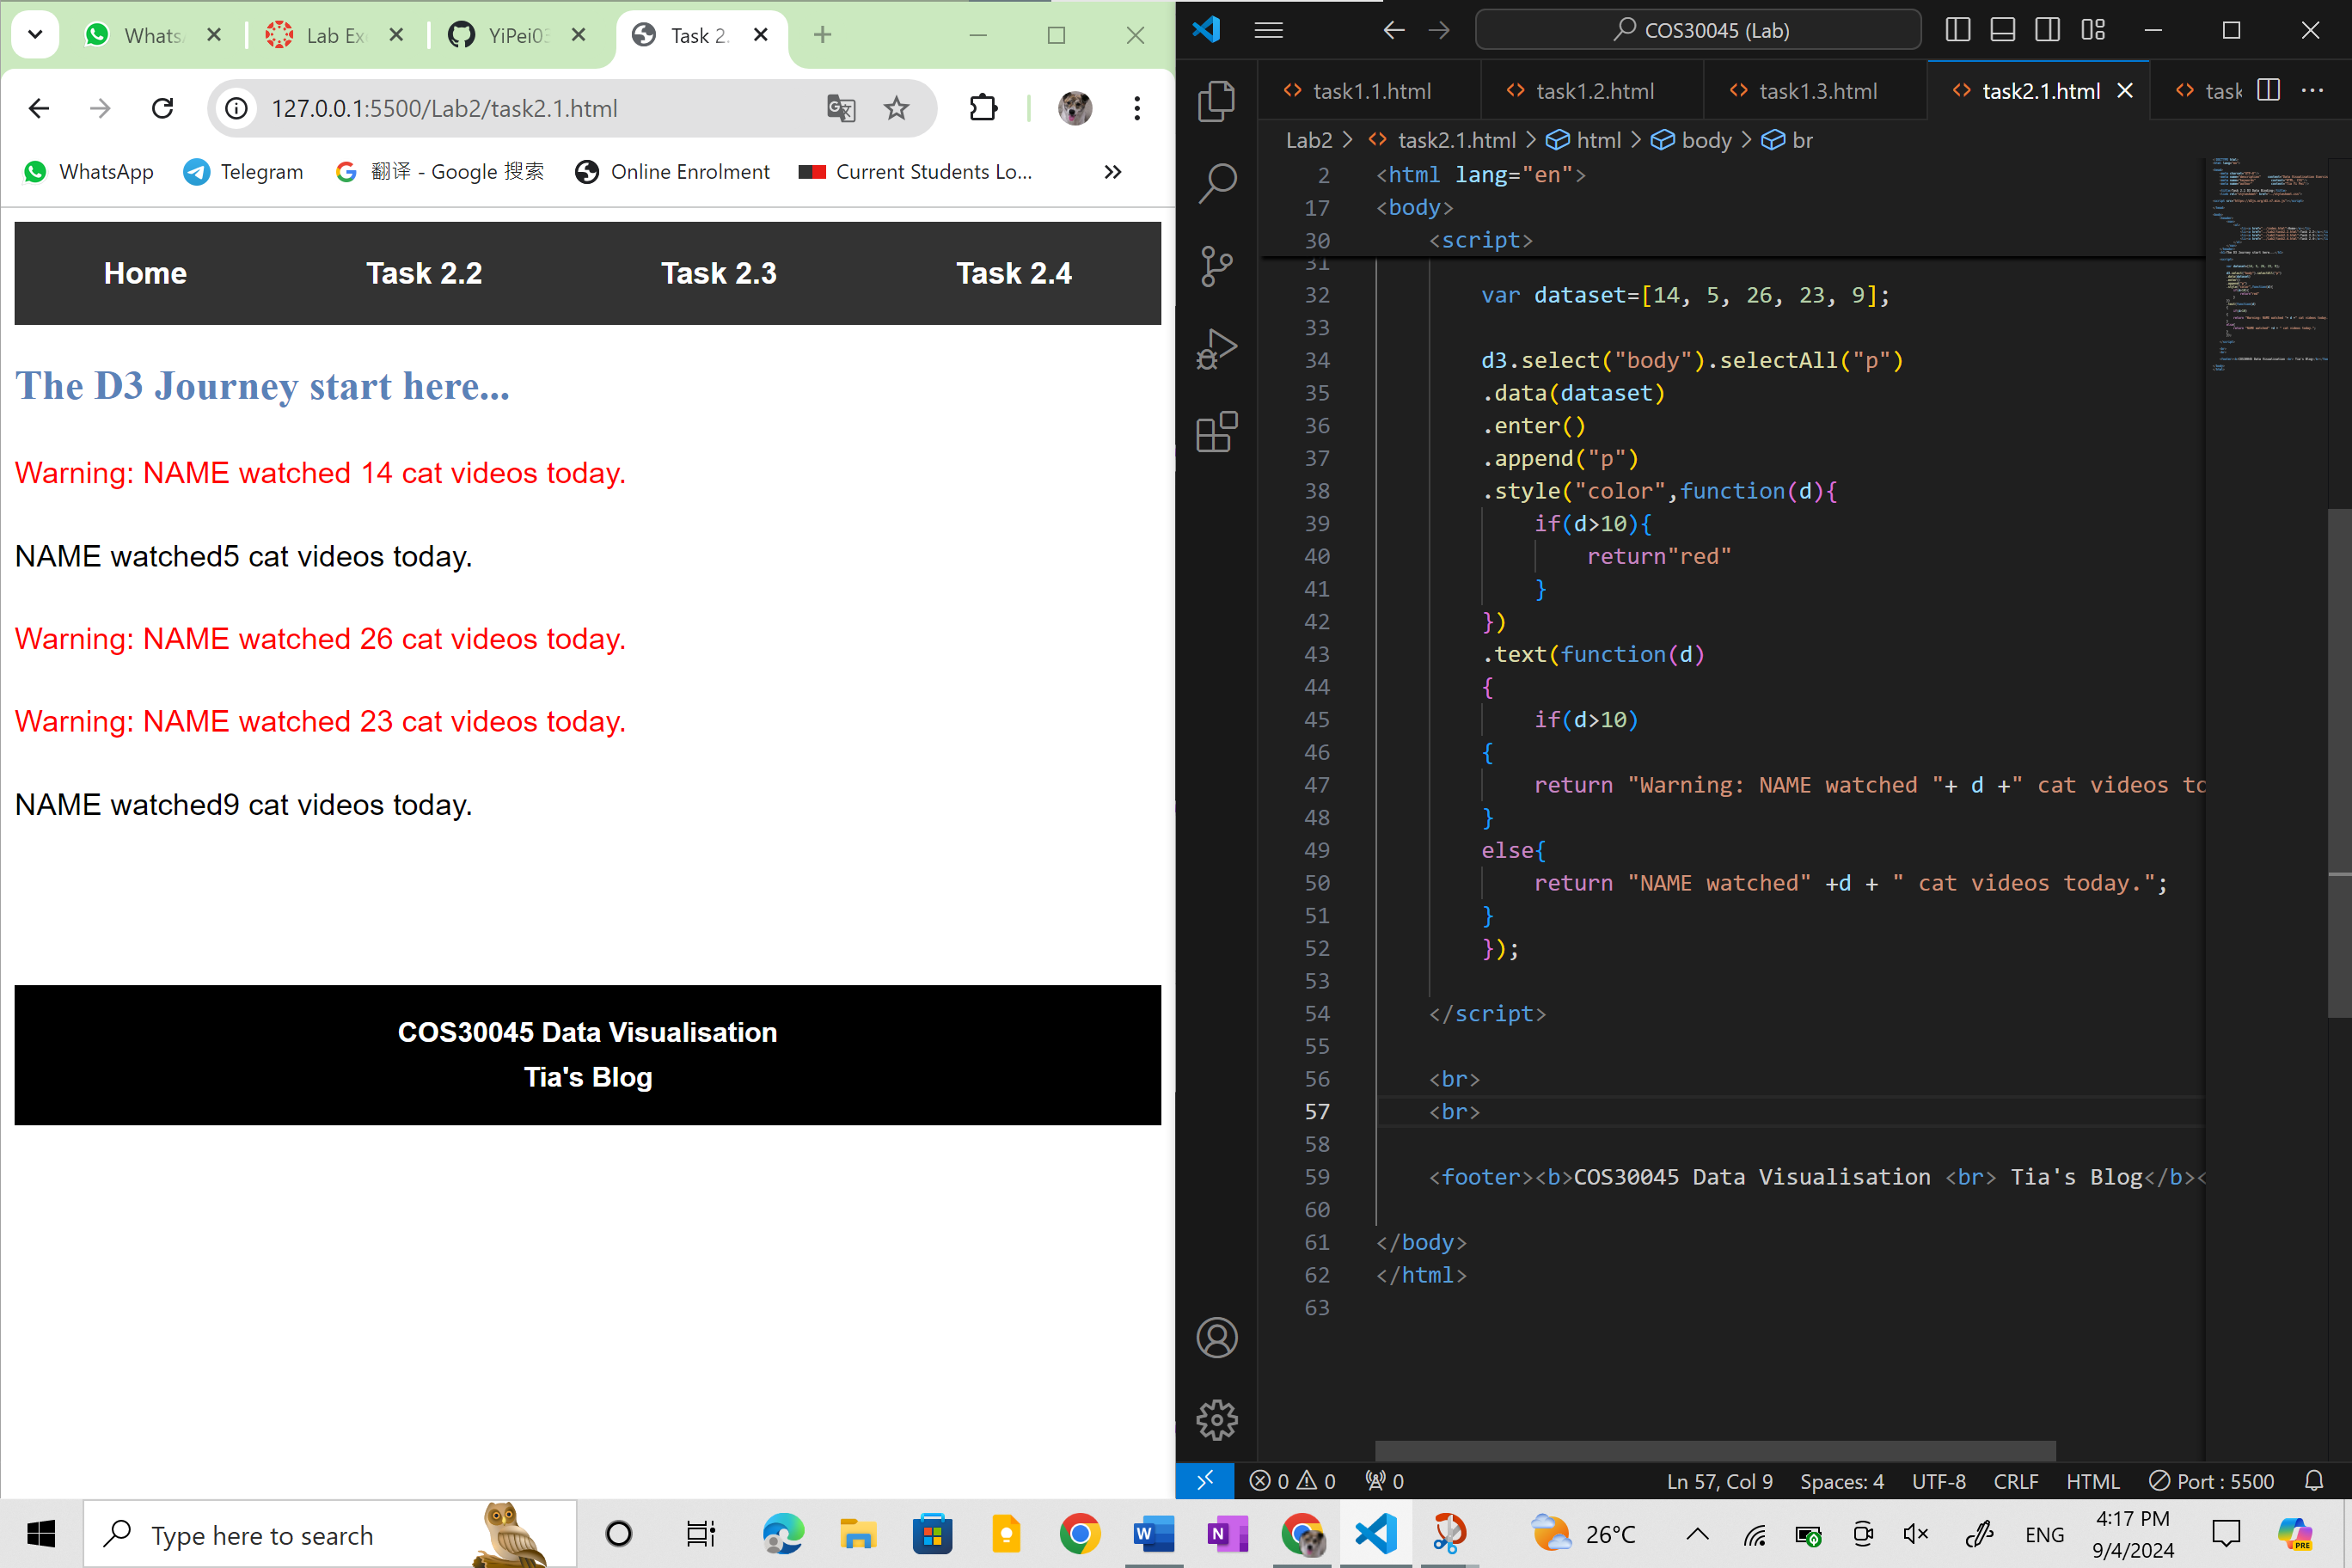 Whats
Lab Ex
YiPei03
Task 2.
127.0.0.1:5500/Lab2/task2.1.html
WhatsApp
Telegram
翻译 - Google 搜索
Online Enrolment
Current Students Lo...
Home
Task 2.2
Task 2.3
Task 2.4
The D3 Journey start here...
Warning: NAME watched 14 cat videos today.
NAME watched5 cat videos today.
Warning: NAME watched 26 cat videos today.
Warning: NAME watched 23 cat videos today.
NAME watched9 cat videos today.
COS30045 Data Visualisation
Tia's Blog
COS30045 (Lab)
task1.1.html
task1.2.html
task1.3.html
task2.1.html
task
Lab2 > task2.1.html > html > body > br
2 <html lang="en">
17 <body>
30 <script>
31
32 var dataset=[14, 5, 26, 23, 9];
33
34 d3.select("body").selectAll("p")
35 .data(dataset)
36 .enter()
37 .append("p")
38 .style("color",function(d){
39 if(d>10){
40 return"red"
41 }
42 })
43 .text(function(d)
44 {
45 if(d>10)
46 {
47 return "Warning: NAME watched "+ d +" cat videos to
48 }
49 else{
50 return "NAME watched" +d + " cat videos today.";
51 }
52 });
53
54 </script>
55
56 <br>
57 <br>
58
59 <footer><b>COS30045 Data Visualisation <br> Tia's Blog</b><
60
61 </body>
62 </html>
63
0 0 0
Ln 57, Col 9
Spaces: 4
UTF-8
CRLF
HTML
Port : 5500
Type here to search
26°C
ENG
4:17 PM
9/4/2024
PRE